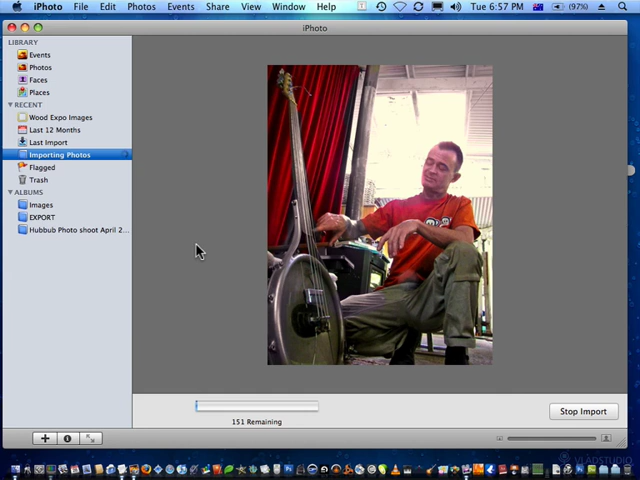 iPhoto File Edit Photos Events Share View Window Help Tue 6:57 PM (97%)
iPhoto
LIBRARY
Events
Photos
Faces
Places
RECENT
Wood Expo Images
Last 12 Months
Last Import
Importing Photos
Flagged
Trash
ALBUMS
Images
EXPORT
Hubbub Photo shoot April 2...
151 Remaining
Stop Import
VLADSTUDIO